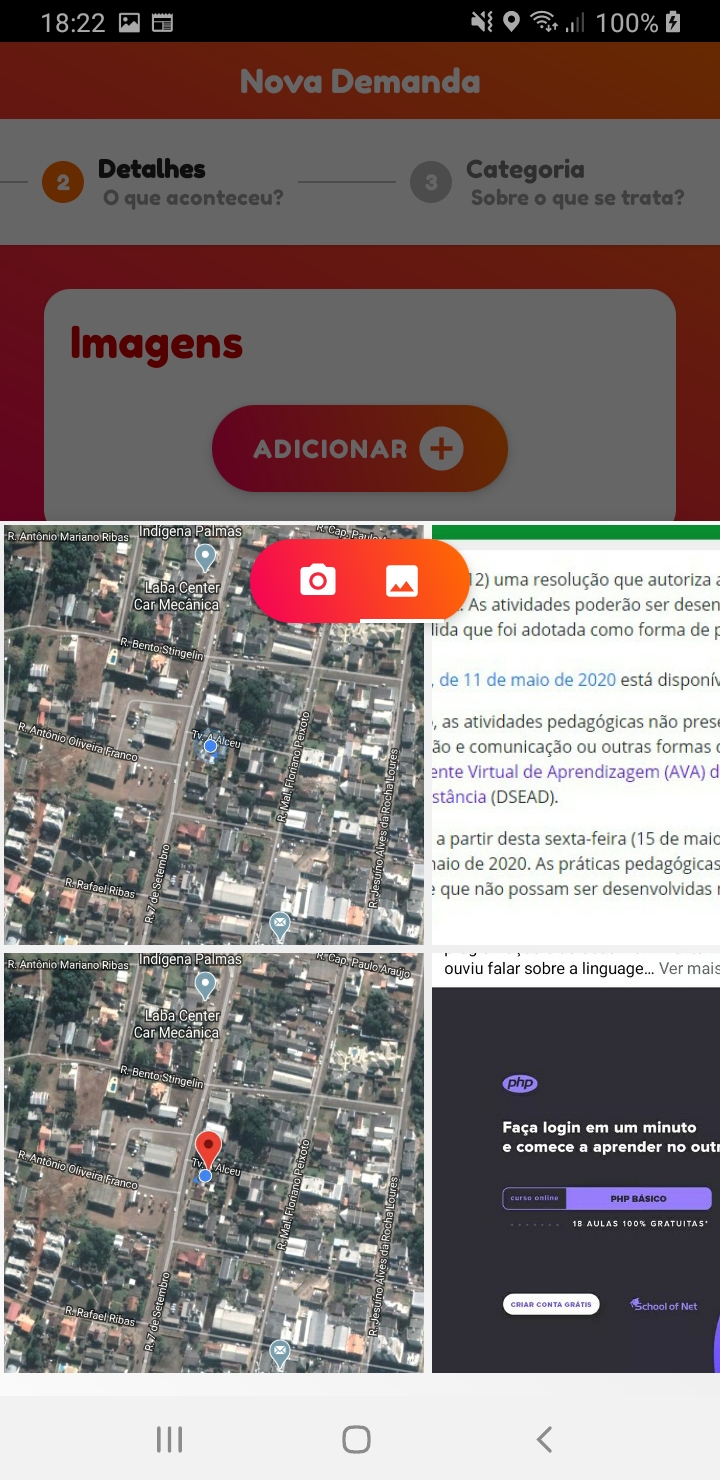 18:22
100%
Nova Demanda
2
Detalhes
O que aconteceu?
3
Categoria
Sobre o que se trata?
Imagens
ADICIONAR
R. Antônio Mariano Ribas
Indígena Palmas
R. Cap. Paulo
Laba Center
Car Mecânica
R. Bento Stingelin
R. Antônio Oliveira Franco
Alceu
R. Mal. Floriano Peixoto
R. Jesuíno Alves da Rocha Loures
R. 7 de Setembro
R. Rafael Ribas
12) uma resolução que autoriza a
. As atividades poderão ser desen
lida que foi adotada como forma de p
, de 11 de maio de 2020 está disponív
, as atividades pedagógicas não prese
ão e comunicação ou outras formas d
ente Virtual de Aprendizagem (AVA) d
stância (DSEAD).
a partir desta sexta-feira (15 de maio
naio de 2020. As práticas pedagógicas
e que não possam ser desenvolvidas n
R. Antônio Mariano Ribas
Indígena Palmas
R. Cap. Paulo Araújo
Laba Center
Car Mecânica
R. Bento Stingelin
R. Antônio Oliveira Franco
Tv. Alceu
R. Mal. Floriano Peixoto
R. Jesuíno Alves da Rocha Loures
R. 7 de Setembro
R. Rafael Ribas
ouviu falar sobre a linguage... Ver mais
php
Faça login em um minuto
e comece a aprender no outr
curso online
PHP BÁSICO
18 AULAS 100% GRATUITAS*
CRIAR CONTA GRÁTIS
School of Net